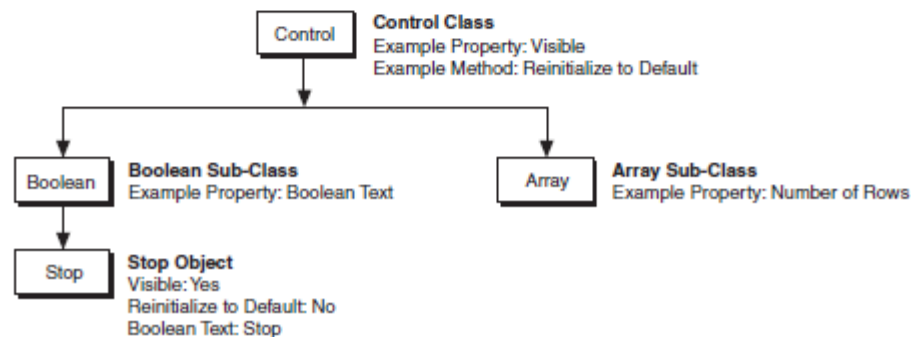 Control
Control Class
Example Property: Visible
Example Method: Reinitialize to Default
Boolean
Boolean Sub-Class
Example Property: Boolean Text
Array
Array Sub-Class
Example Property: Number of Rows
Stop
Stop Object
Visible: Yes
Reinitialize to Default: No
Boolean Text: Stop